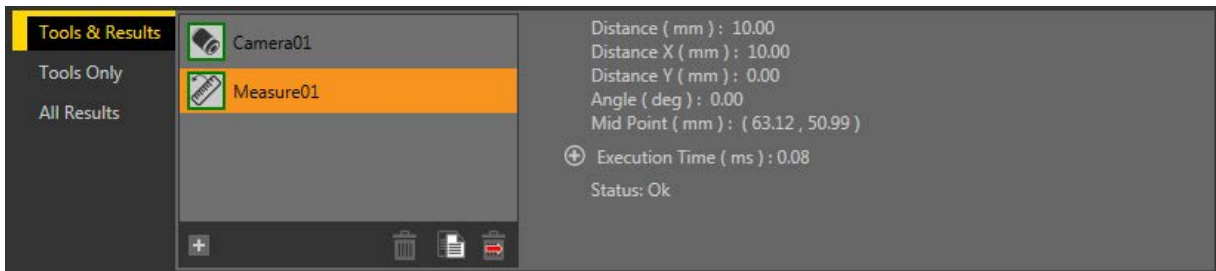 Tools & Results
Tools Only
All Results
Camera01
Measure01
Distance ( mm ) : 10.00
Distance X ( mm ) : 10.00
Distance Y ( mm ) : 0.00
Angle ( deg ) : 0.00
Mid Point ( mm ) : ( 63.12 , 50.99 )
Execution Time ( ms ) : 0.08
Status: Ok